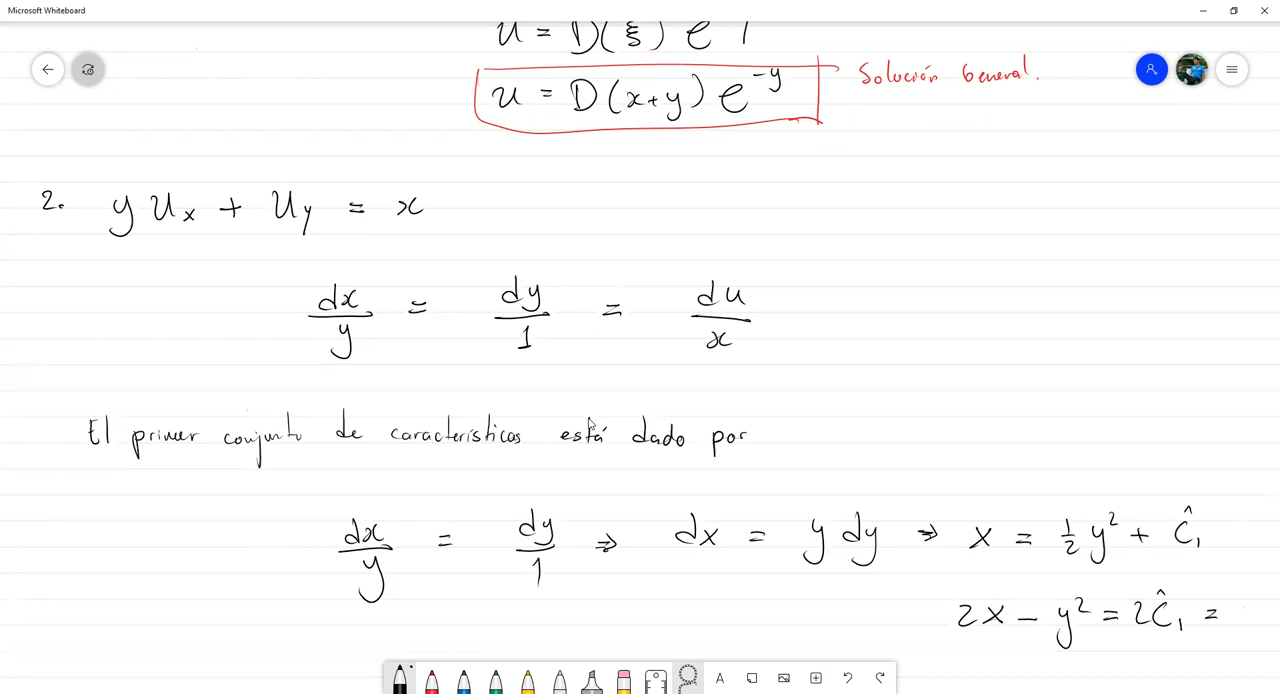 Microsoft Whiteboard
u = D(ξ) e
u = D(x+y) e^{-y} Solución General.
2. y u_x + u_y = x
dx/y = dy/1 = du/x
El primer conjunto de características está dado por
dx/y = dy/1 ⇒ dx = y dy ⇒ x = 1/2 y² + Ĉ₁
2x - y² = 2Ĉ₁ =
A